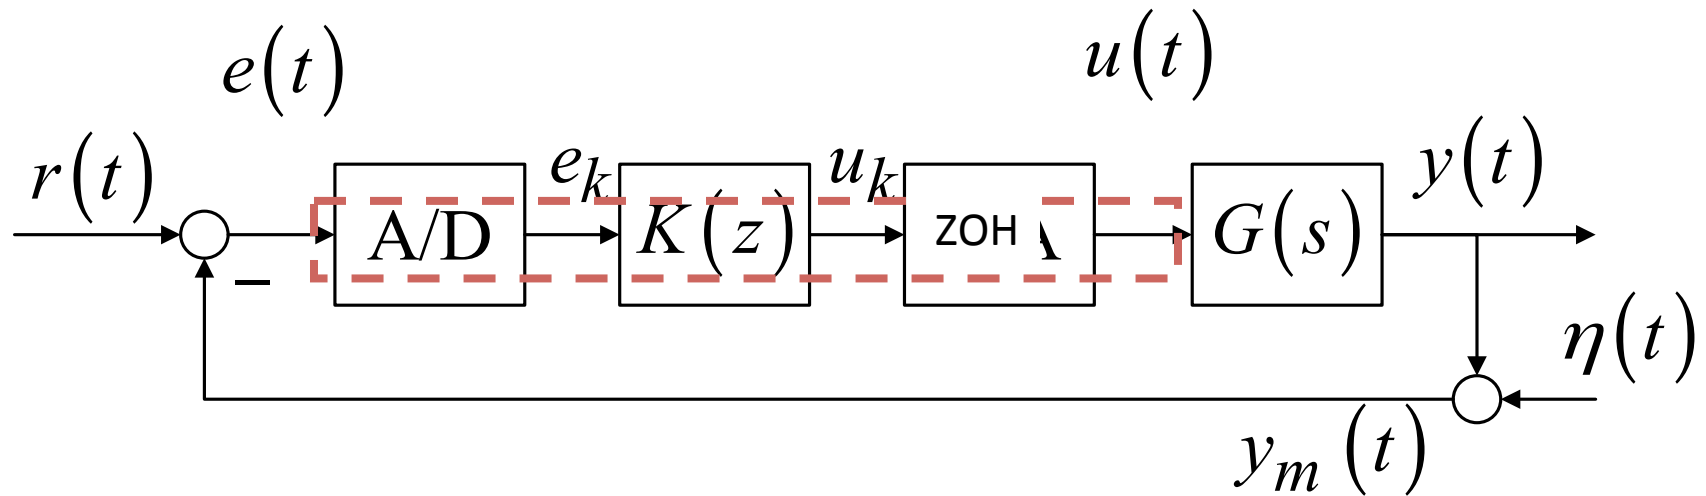 e(t)
u(t)
r(t)
A/D
e_k
K(z)
u_k
ZOH
G(s)
y(t)
−
η(t)
y_m(t)